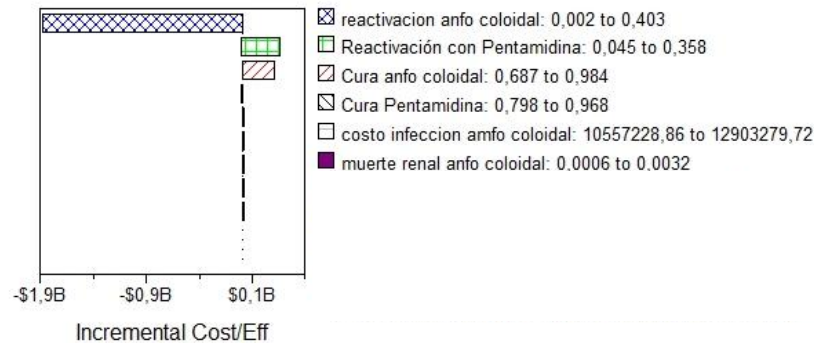 reactivacion anfo coloidal: 0,002 to 0,403
Reactivación con Pentamidina: 0,045 to 0,358
Cura anfo coloidal: 0,687 to 0,984
Cura Pentamidina: 0,798 to 0,968
costo infeccion amfo coloidal: 10557228,86 to 12903279,72
muerte renal anfo coloidal: 0,0006 to 0,0032
-$1,9B -$0,9B $0,1B
Incremental Cost/Eff